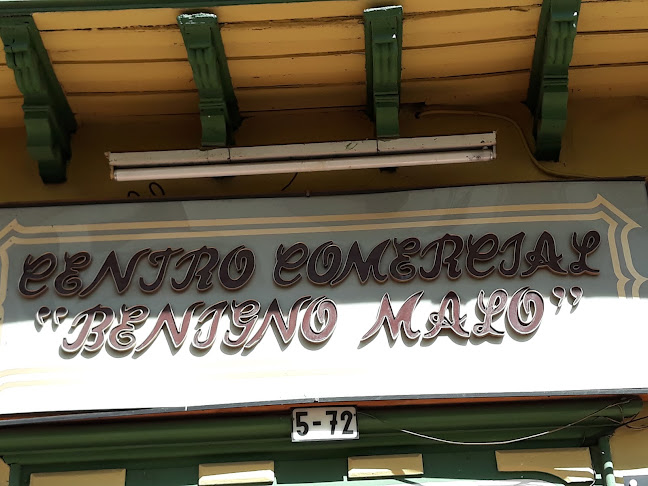 CENTRO COMERCIAL
“BENIGNO MALO”
5-72